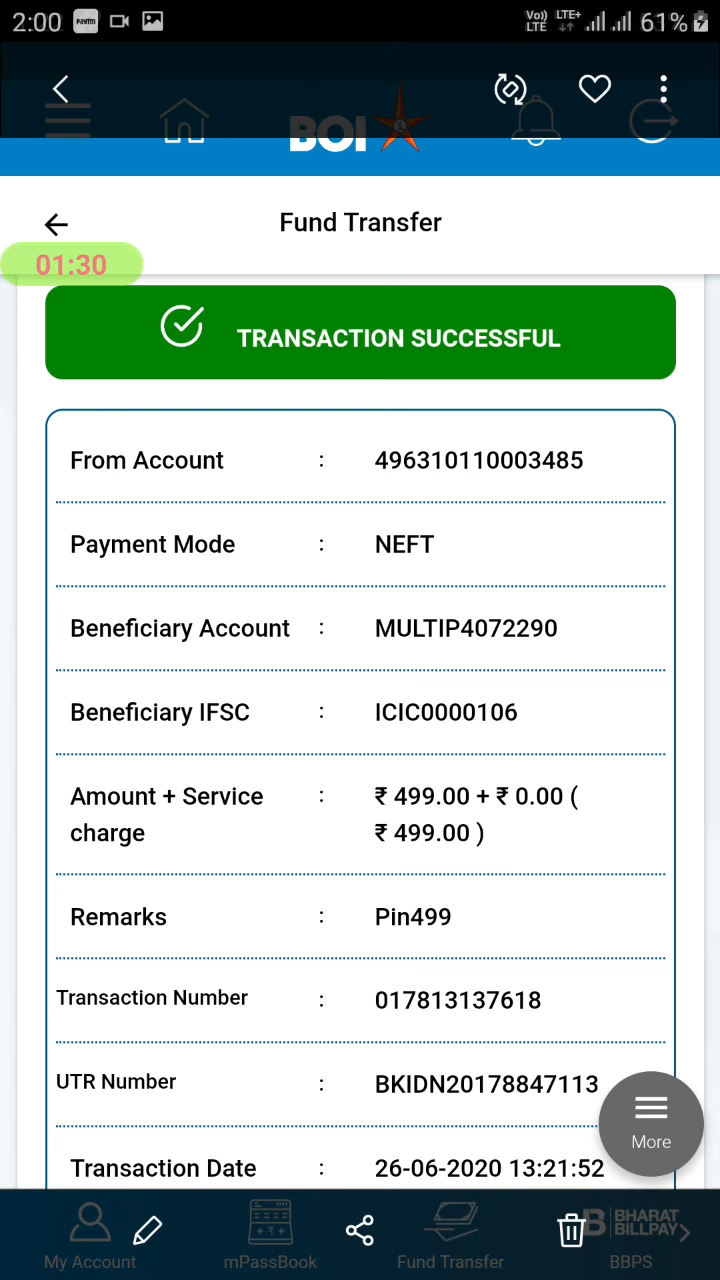 2:00 Paytm Vo)) LTE LTE+ 61%
BOI
Fund Transfer
01:30
TRANSACTION SUCCESSFUL
From Account : 496310110003485
Payment Mode : NEFT
Beneficiary Account : MULTIP4072290
Beneficiary IFSC : ICIC0000106
Amount + Service charge : ₹ 499.00 + ₹ 0.00 (
₹ 499.00 )
Remarks : Pin499
Transaction Number : 017813137618
UTR Number : BKIDN20178847113
More
Transaction Date : 26-06-2020 13:21:52
B BHARAT
BILLPAY
My Account mPassBook Fund Transfer BBPS